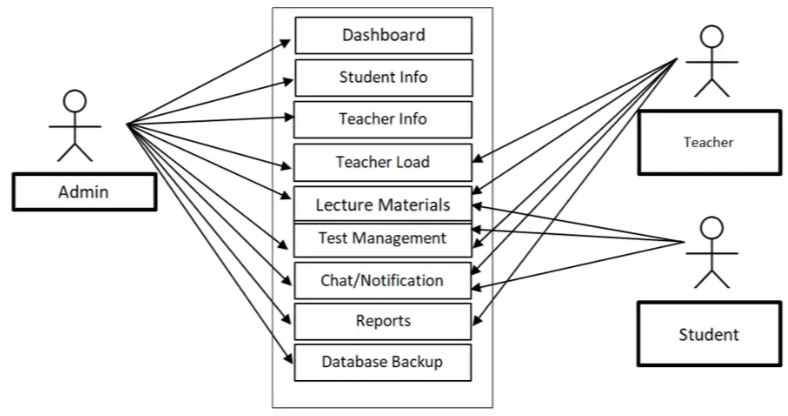 Dashboard
Student Info
Teacher Info
Teacher Load
Lecture Materials
Test Management
Chat/Notification
Reports
Database Backup
Admin
Teacher
Student